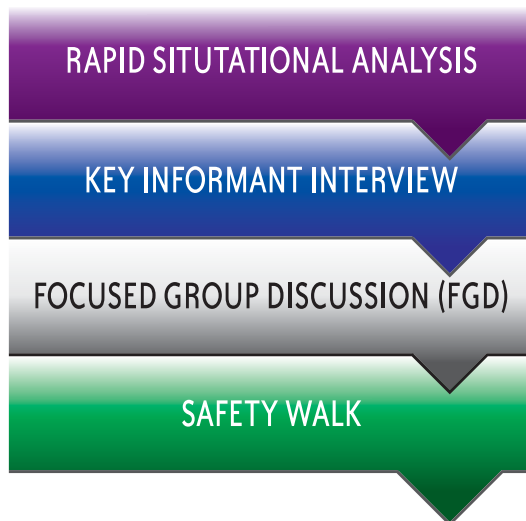 RAPID SITUTATIONAL ANALYSIS
KEY INFORMANT INTERVIEW
FOCUSED GROUP DISCUSSION (FGD)
SAFETY WALK